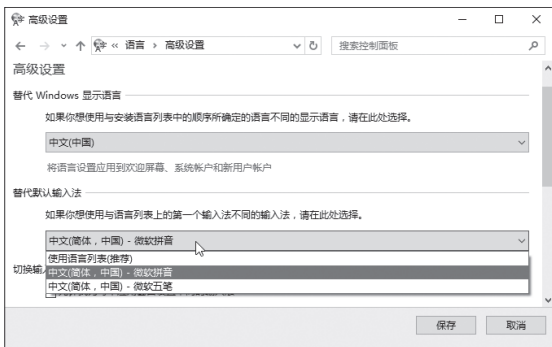 高级设置
« 语言 › 高级设置
搜索控制面板
高级设置
替代 Windows 显示语言
如果你想使用与安装语言列表中的顺序所确定的语言不同的显示语言，请在此处选择。
中文(中国)
将语言设置应用到欢迎屏幕、系统帐户和新用户帐户
替代默认输入法
如果你想使用与语言列表上的第一个输入法不同的输入法，请在此处选择。
中文(简体，中国) - 微软拼音
使用语言列表(推荐)
切换输
中文(简体，中国) - 微软拼音
中文(简体，中国) - 微软五笔
保存
取消